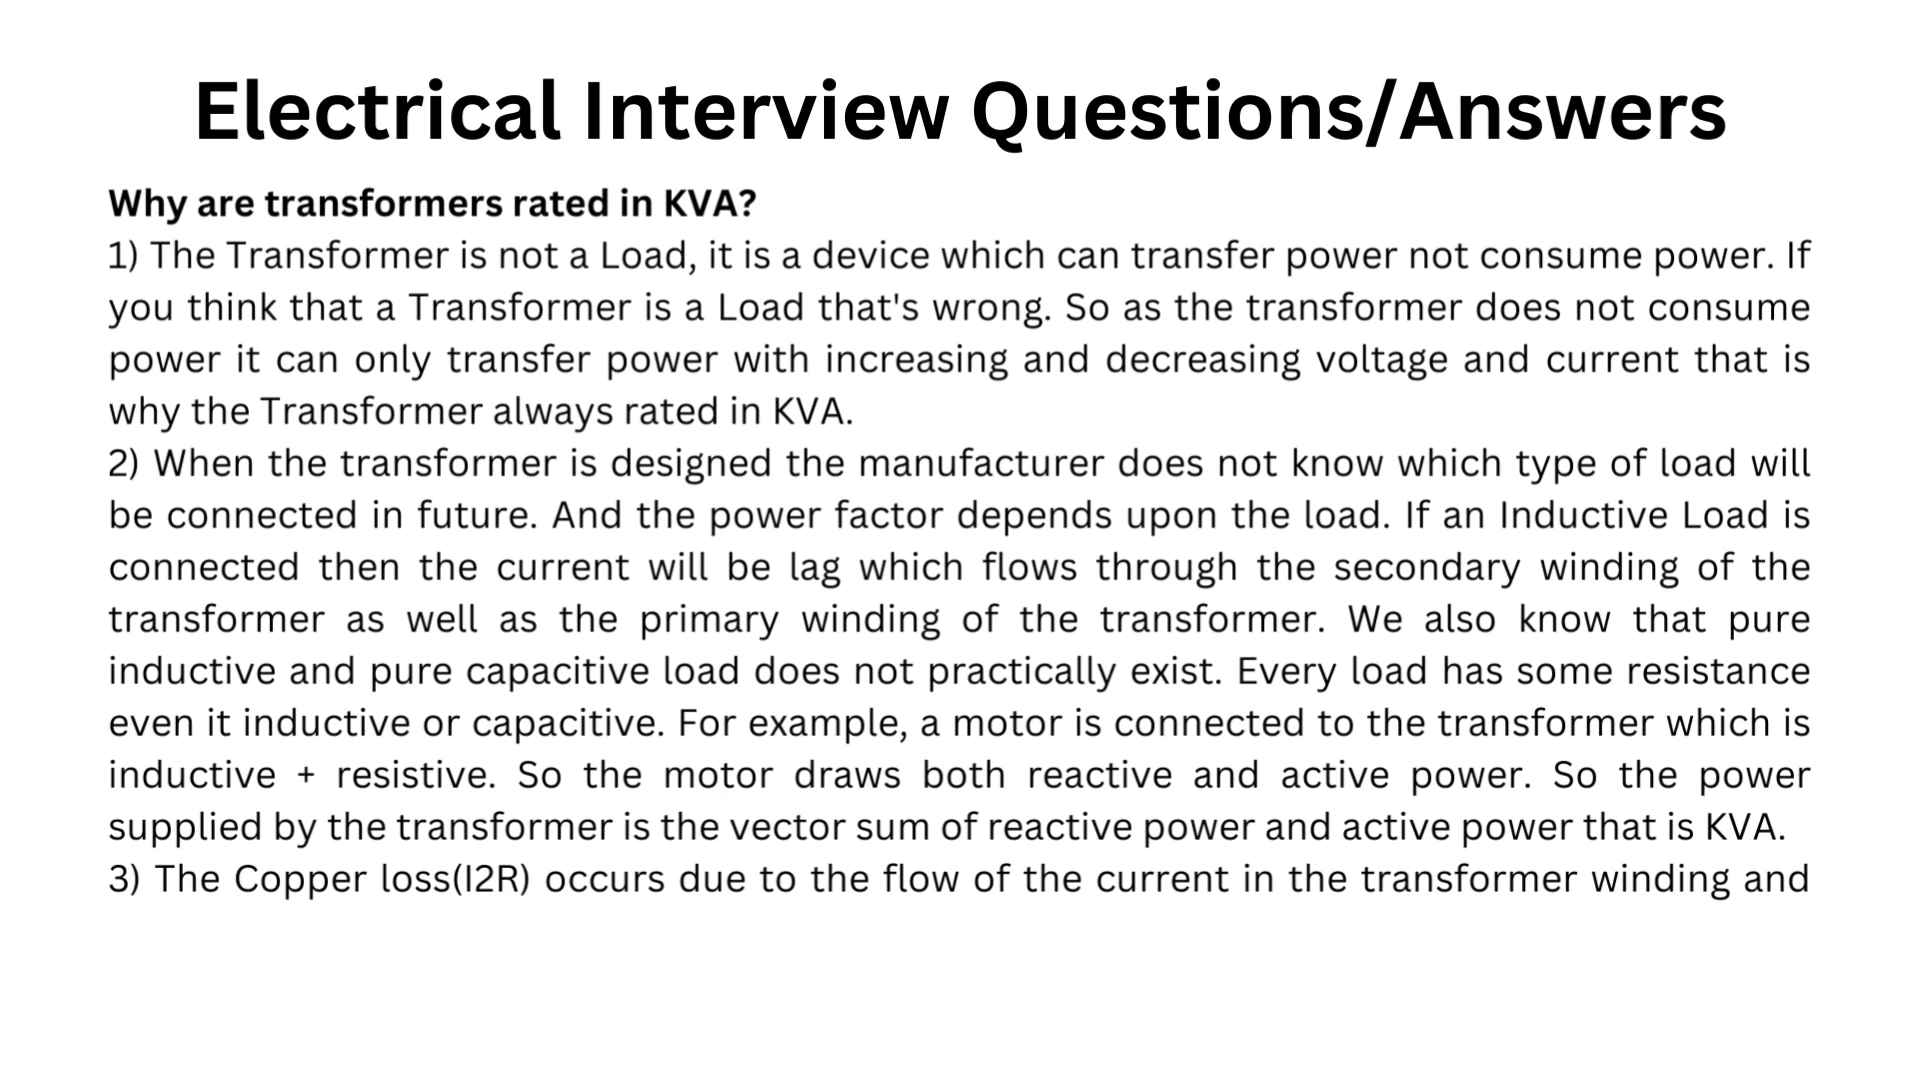 Electrical Interview Questions/Answers
Why are transformers rated in KVA?
1) The Transformer is not a Load, it is a device which can transfer power not consume power. If
you think that a Transformer is a Load that's wrong. So as the transformer does not consume
power it can only transfer power with increasing and decreasing voltage and current that is
why the Transformer always rated in KVA.
2) When the transformer is designed the manufacturer does not know which type of load will
be connected in future. And the power factor depends upon the load. If an Inductive Load is
connected then the current will be lag which flows through the secondary winding of the
transformer as well as the primary winding of the transformer. We also know that pure
inductive and pure capacitive load does not practically exist. Every load has some resistance
even it inductive or capacitive. For example, a motor is connected to the transformer which is
inductive + resistive. So the motor draws both reactive and active power. So the power
supplied by the transformer is the vector sum of reactive power and active power that is KVA.
3) The Copper loss(I2R) occurs due to the flow of the current in the transformer winding and